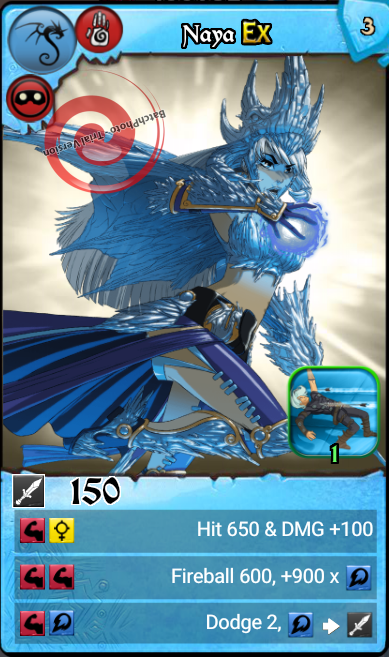 Naya Ex
3
BatchPhoto - Trial Version
1
150
Hit 650 & DMG +100
Fireball 600, +900 x
Dodge 2,